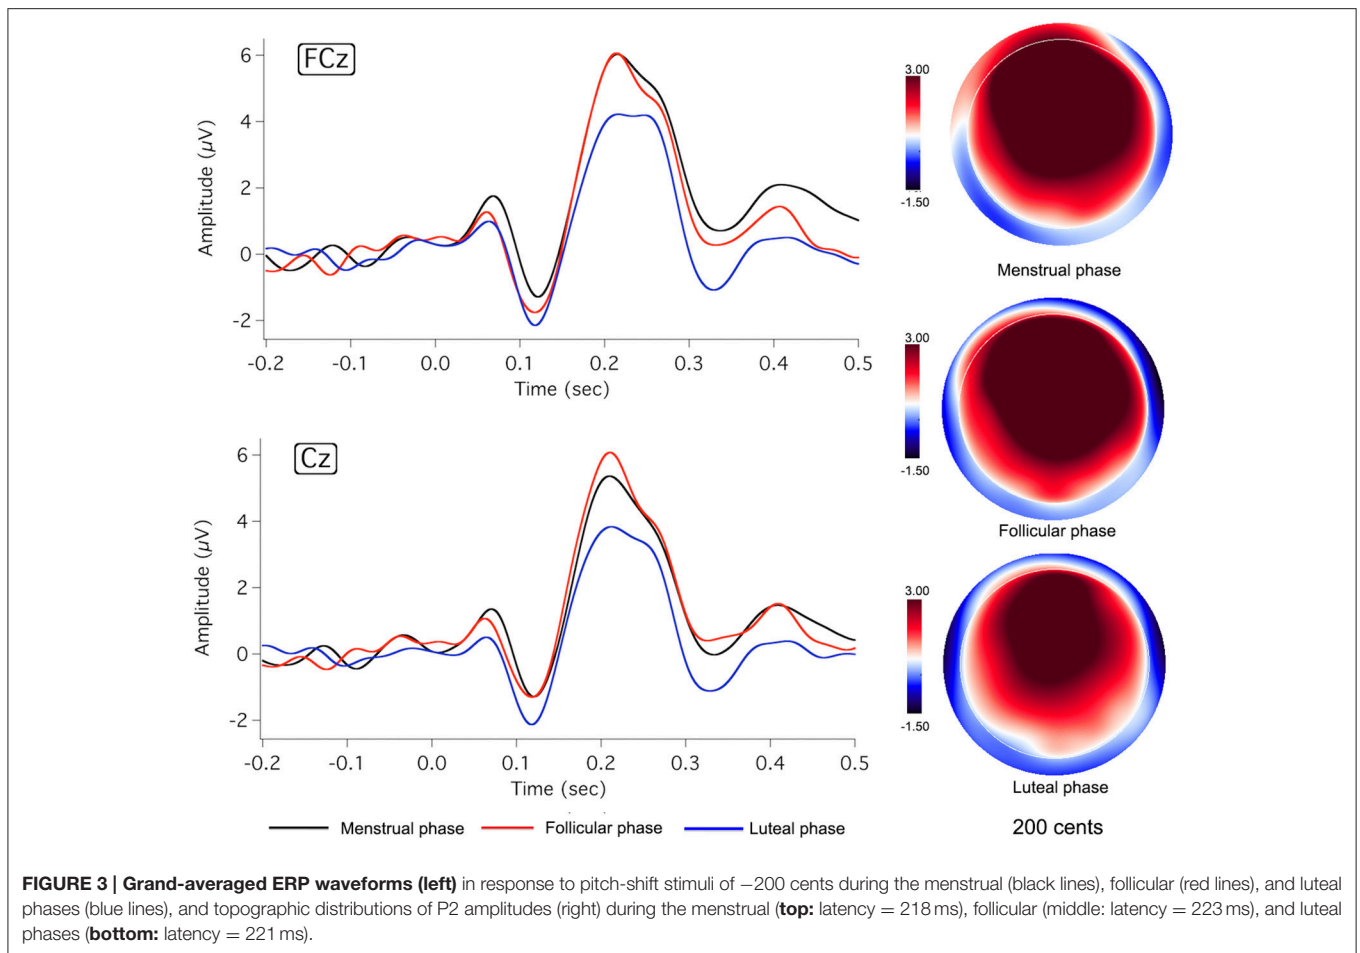 FCz
6
4
2
0
-2
Amplitude (µV)
-0.2 -0.1 0.0 0.1 0.2 0.3 0.4 0.5
Time (sec)
3.00
-1.50
Menstrual phase
3.00
-1.50
Follicular phase
Cz
6
4
2
0
-2
Amplitude (µV)
-0.2 -0.1 0.0 0.1 0.2 0.3 0.4 0.5
Time (sec)
3.00
-1.50
Luteal phase
Menstrual phase Follicular phase Luteal phase
200 cents
FIGURE 3 | Grand-averaged ERP waveforms (left) in response to pitch-shift stimuli of −200 cents during the menstrual (black lines), follicular (red lines), and luteal
phases (blue lines), and topographic distributions of P2 amplitudes (right) during the menstrual (top: latency = 218 ms), follicular (middle: latency = 223 ms), and luteal
phases (bottom: latency = 221 ms).